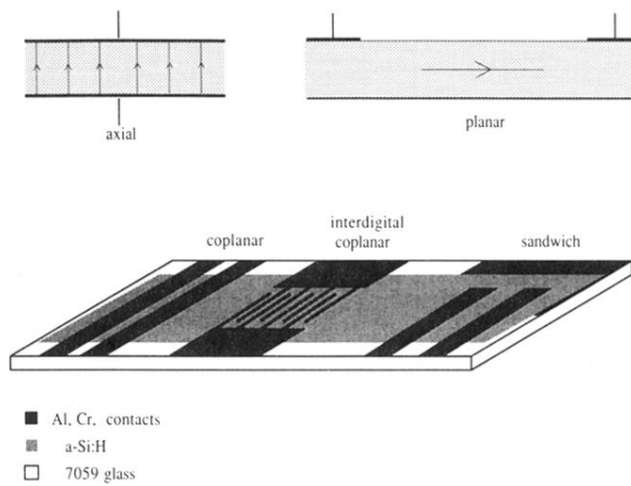 axial
planar
coplanar
interdigital
coplanar
sandwich
Al, Cr, contacts
a-Si:H
7059 glass